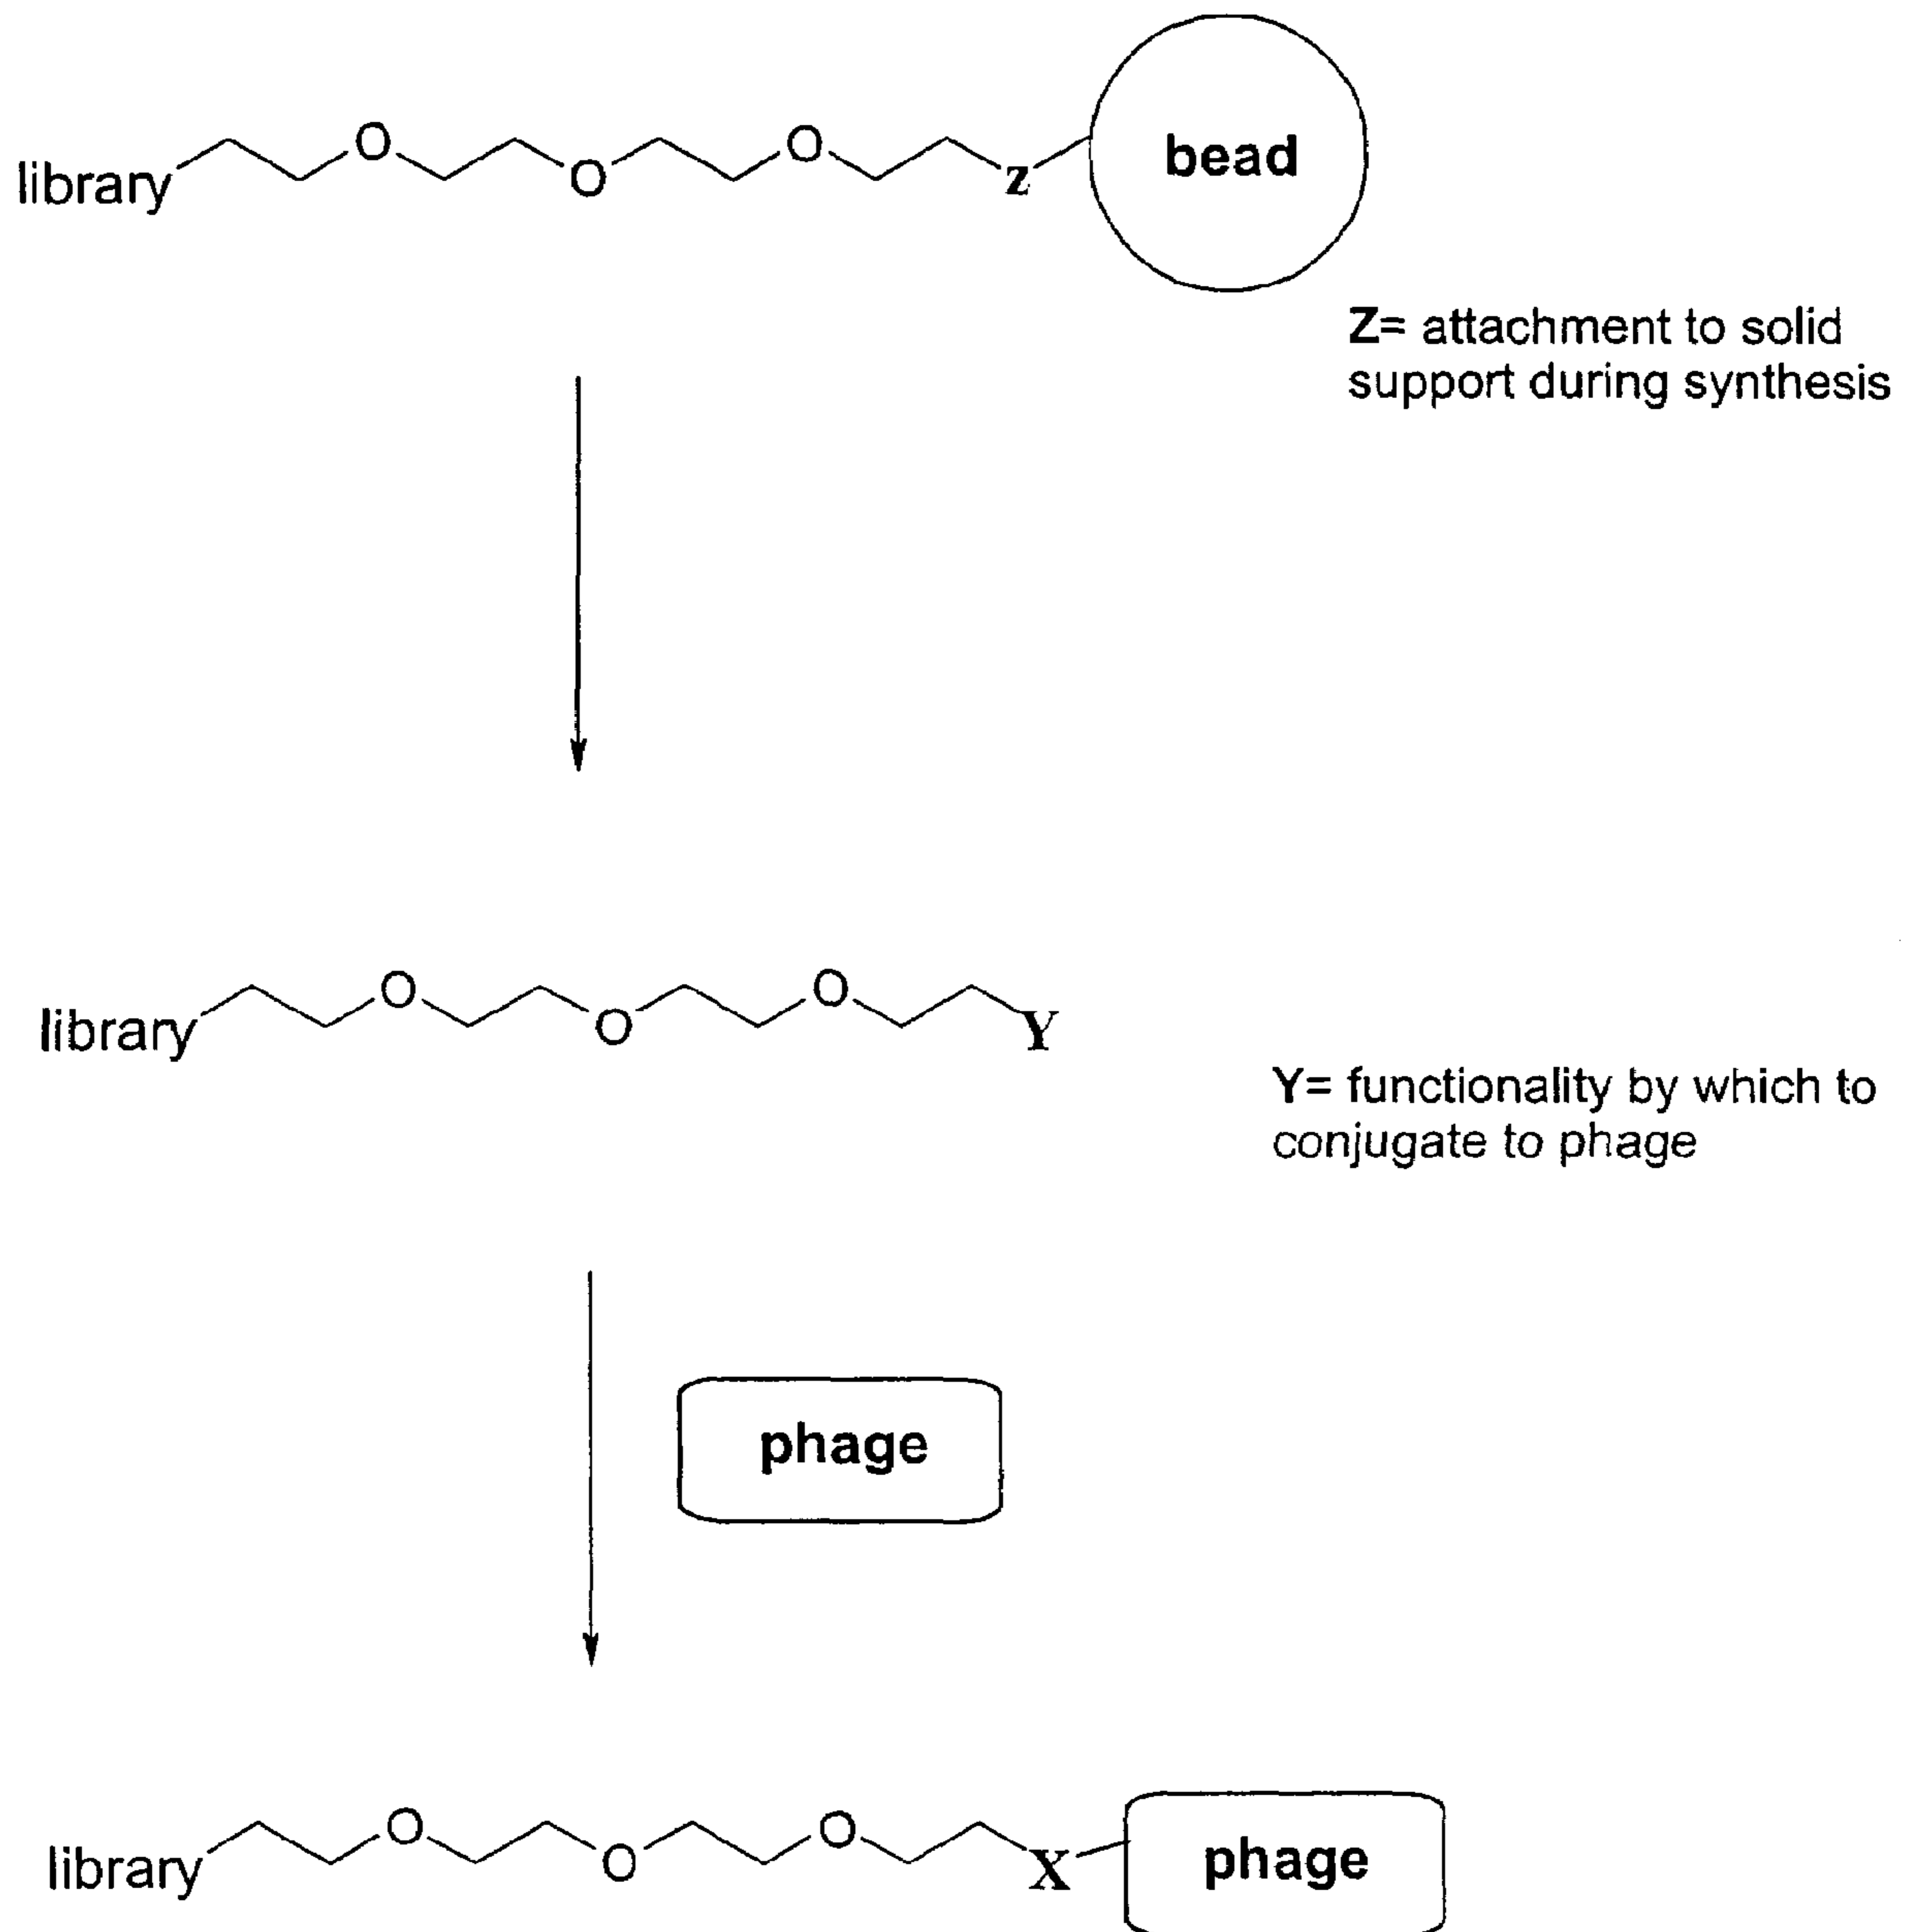 library O O O Z bead
Z= attachment to solid
support during synthesis
library O O O Y
Y= functionality by which to
conjugate to phage
phage
library O O O X phage